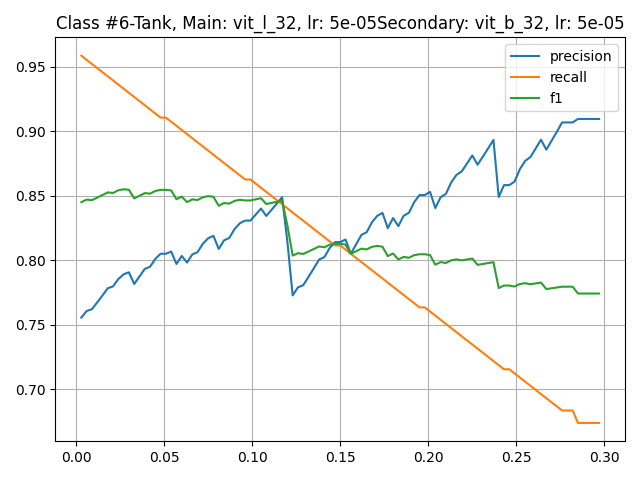 Class #6-Tank, Main: vit_l_32, lr: 5e-05Secondary: vit_b_32, lr: 5e-05
precision
recall
f1
0.95
0.90
0.85
0.80
0.75
0.70
0.00 0.05 0.10 0.15 0.20 0.25 0.30